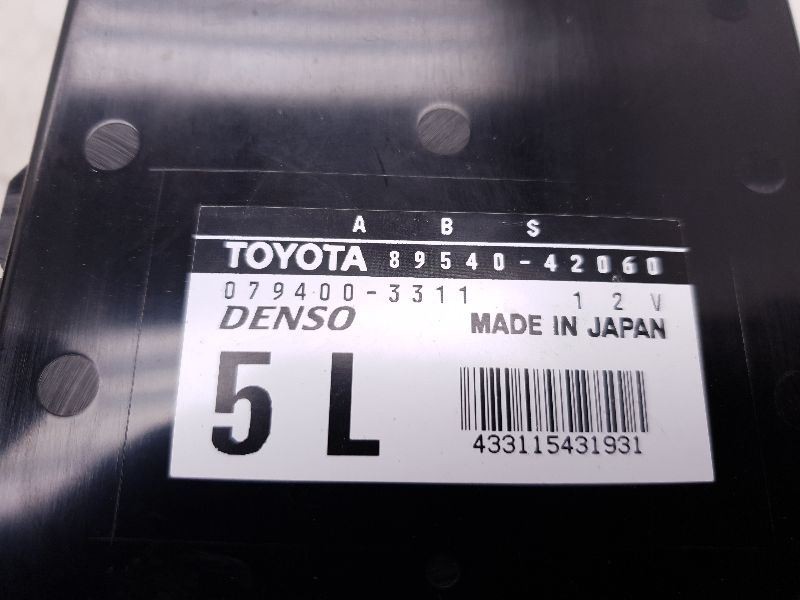 A B S
TOYOTA 89540-42060
079400-3311 12V
DENSO MADE IN JAPAN
5L
433115431931